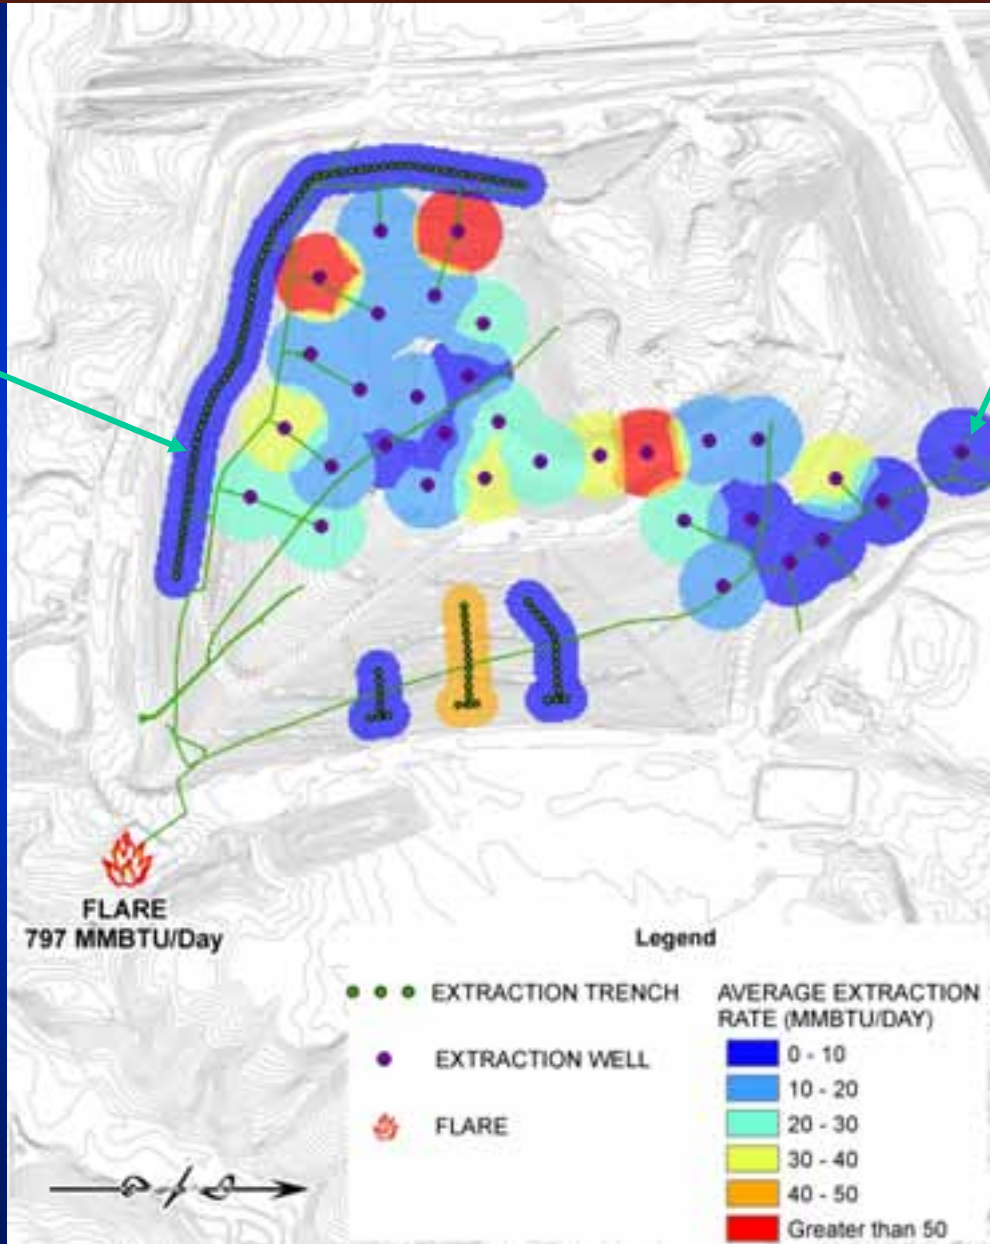 FLARE
797 MMBTU/Day
Legend
EXTRACTION TRENCH
EXTRACTION WELL
FLARE
AVERAGE EXTRACTION
RATE (MMBTU/DAY)
0 - 10
10 - 20
20 - 30
30 - 40
40 - 50
Greater than 50